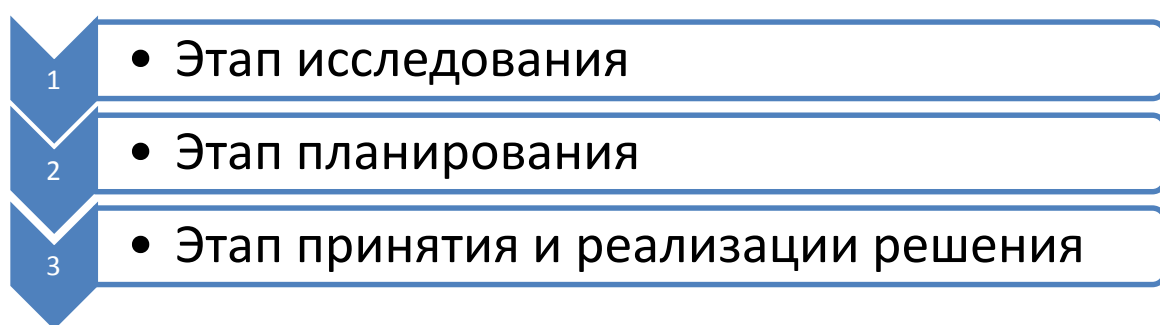 1
• Этап исследования
2
• Этап планирования
3
• Этап принятия и реализации решения